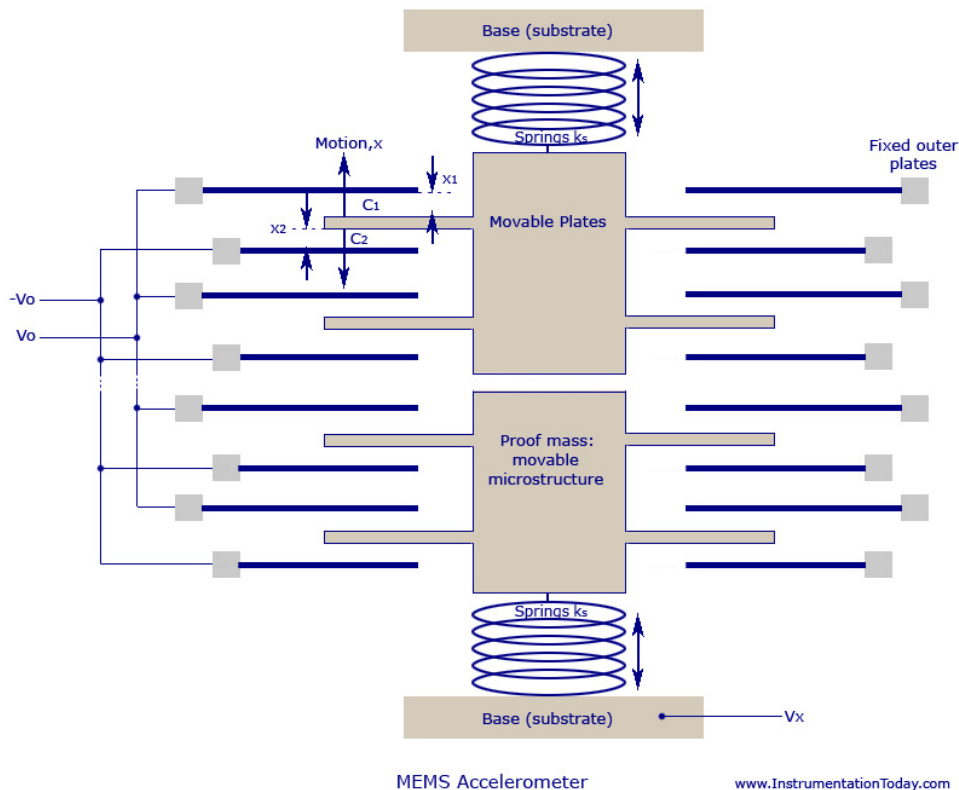 Base (substrate)
Springs ks
Motion,x
Fixed outer
plates
x1
C1
Movable Plates
x2
C2
-Vo
Vo
Proof mass:
movable
microstructure
Springs ks
Base (substrate)
Vx
MEMS Accelerometer
www.InstrumentationToday.com